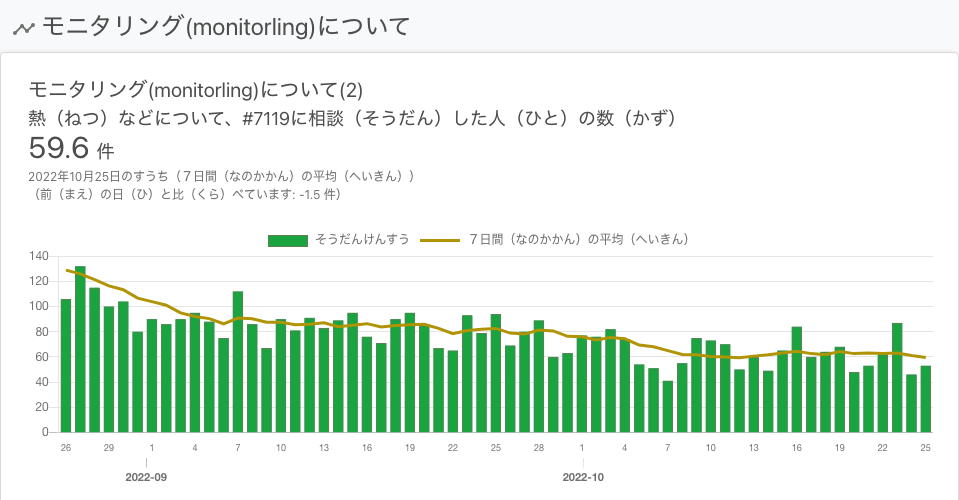 モニタリング(monitorling)について
モニタリング(monitorling)について(2)
熱（ねつ）などについて、#7119に相談（そうだん）した人（ひと）の数（かず）
59.6 件
2022年10月25日のすうち（７日間（なのかかん）の平均（へいきん））
（前（まえ）の日（ひ）と比（くら）べています: -1.5 件）
そうだんけんすう ７日間（なのかかん）の平均（へいきん）
140
120
100
80
60
40
20
0
26 29 1 4 7 10 13 16 19 22 25 28 1 4 7 10 13 16 19 22 25
2022-09 2022-10